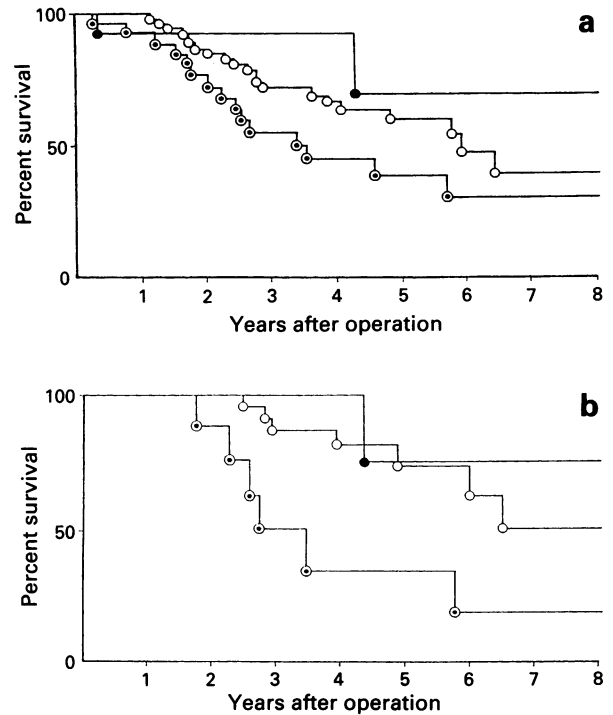 a
100
50
0
Percent survival
1 2 3 4 5 6 7 8
Years after operation
b
100
50
0
Percent survival
1 2 3 4 5 6 7 8
Years after operation